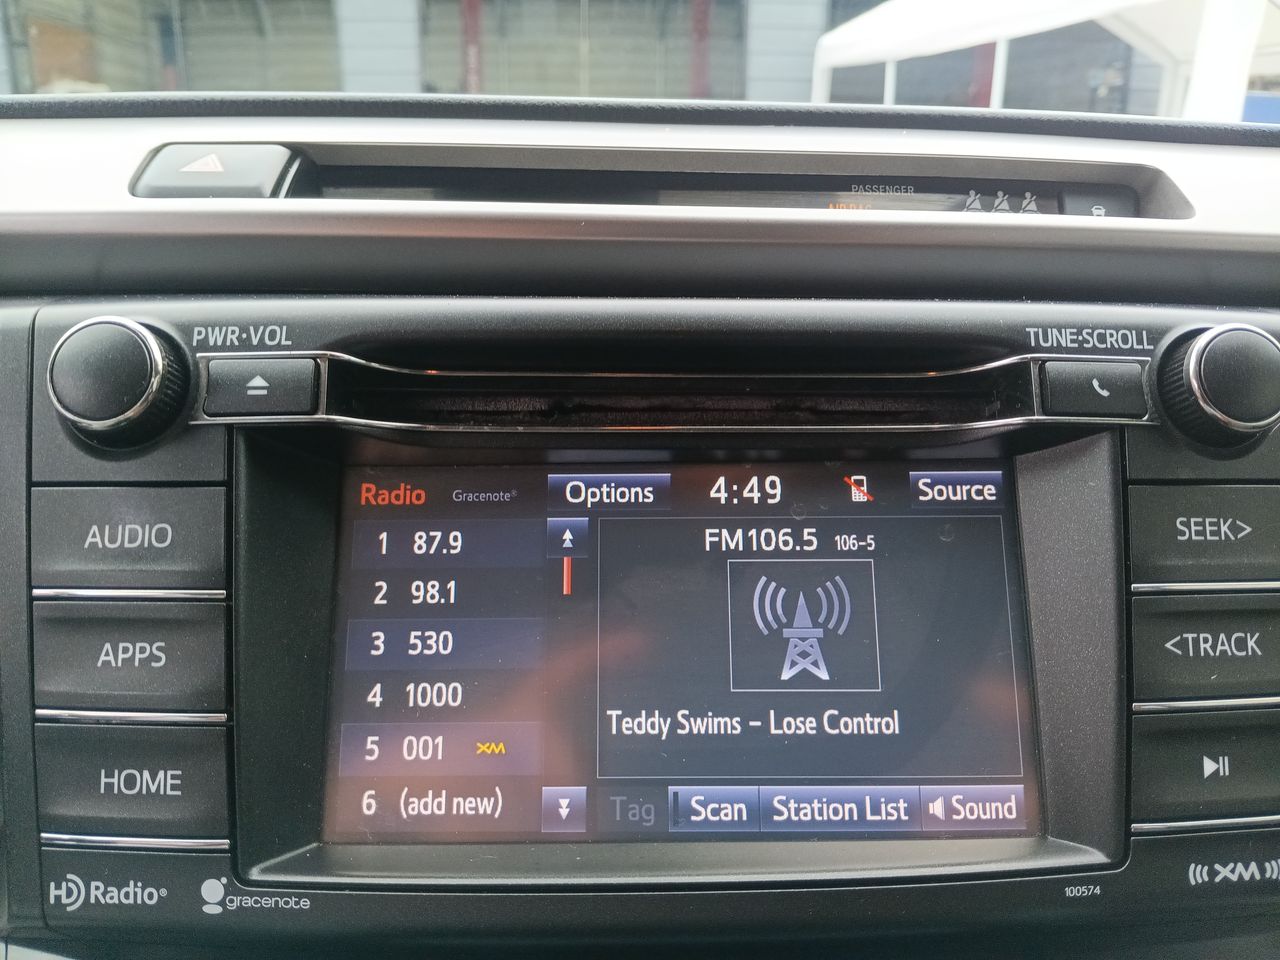 PASSENGER
AIR BAG
PWR·VOL
TUNE·SCROLL
Radio Gracenote® Options 4:49 Source
1 87.9
2 98.1
3 530
4 1000
5 001 XM
6 (add new)
FM106.5 106-5
Teddy Swims - Lose Control
Tag Scan Station List Sound
AUDIO
APPS
HOME
SEEK>
<TRACK
HD Radio®
gracenote
100574
XM